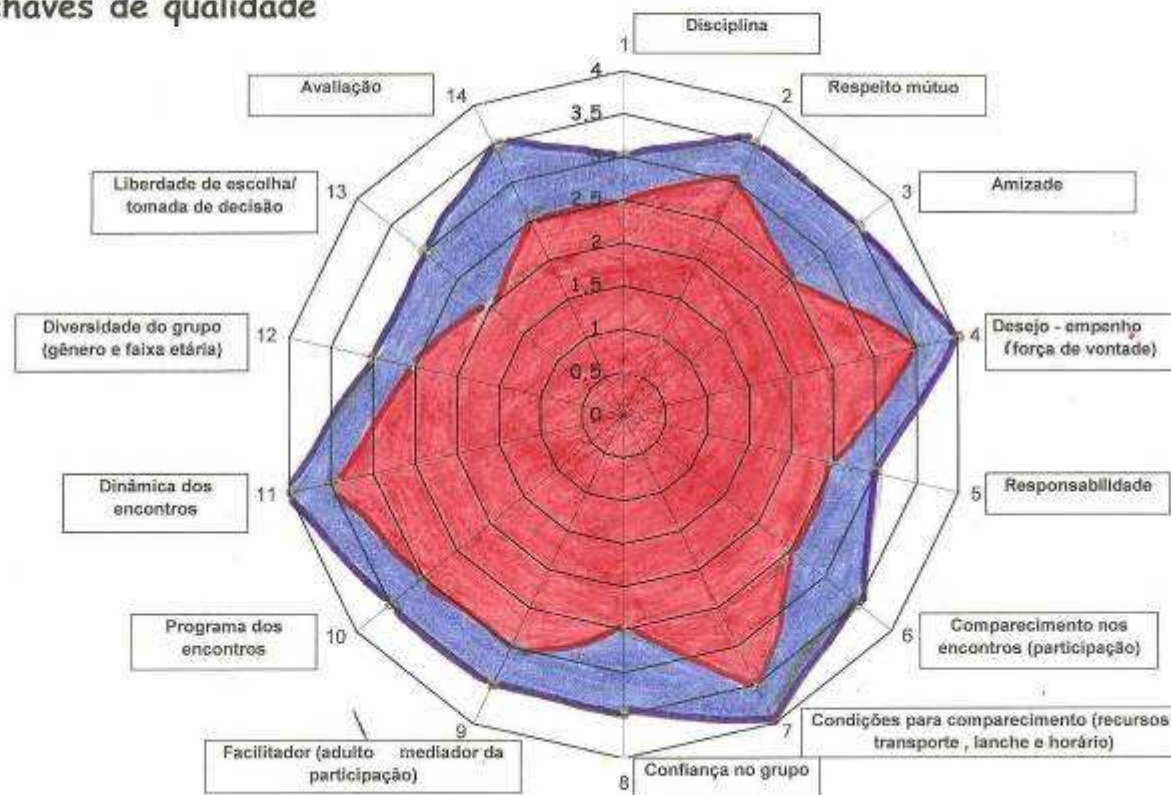 haves de qualidade
1
Disciplina
2
Respeito mútuo
3
Amizade
4
Desejo - empenho
(força de vontade)
5
Responsabilidade
6
Comparecimento nos
encontros (participação)
7
Condições para comparecimento (recursos
transporte , lanche e horário)
8
Confiança no grupo
9
Facilitador (adulto mediador da
participação)
10
Programa dos
encontros
11
Dinâmica dos
encontros
12
Diversidade do grupo
(gênero e faixa etária)
13
Liberdade de escolha/
tomada de decisão
14
Avaliação
4
3,5
2,5
2
1,5
1
0,5
0